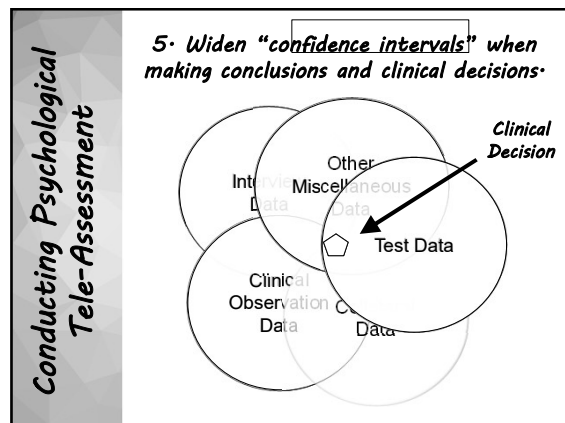 Conducting Psychological
Tele-Assessment
5. Widen “confidence intervals” when
making conclusions and clinical decisions.
Clinical
Decision
Other
Miscellaneous
Data
Interview
Data
Test Data
Clinical
Observation
Data
Data